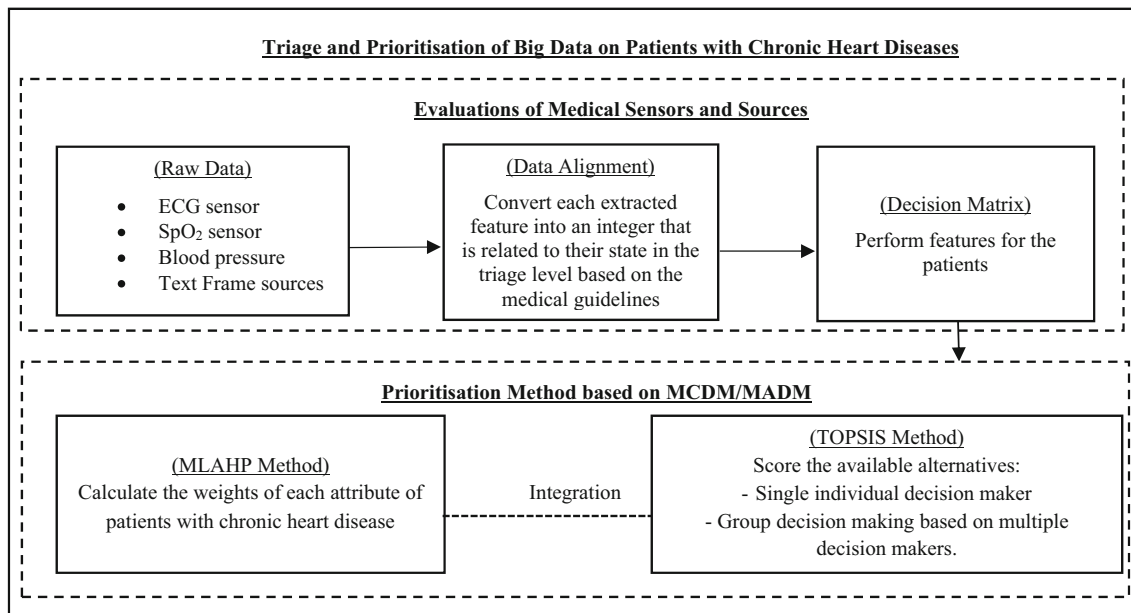 Triage and Prioritisation of Big Data on Patients with Chronic Heart Diseases
Evaluations of Medical Sensors and Sources
(Raw Data)
• ECG sensor
• SpO₂ sensor
• Blood pressure
• Text Frame sources
(Data Alignment)
Convert each extracted
feature into an integer that
is related to their state in the
triage level based on the
medical guidelines
(Decision Matrix)
Perform features for the
patients
Prioritisation Method based on MCDM/MADM
(MLAHP Method)
Calculate the weights of each attribute of
patients with chronic heart disease
Integration
(TOPSIS Method)
Score the available alternatives:
- Single individual decision maker
- Group decision making based on multiple
decision makers.